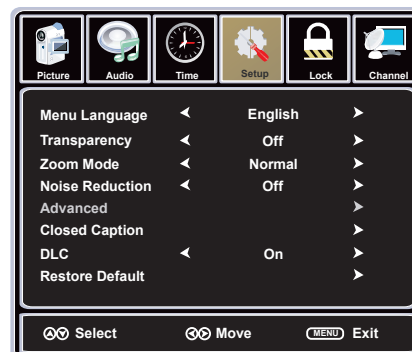 Picture Audio Time Setup Lock Channel
Menu Language English
Transparency Off
Zoom Mode Normal
Noise Reduction Off
Advanced
Closed Caption
DLC On
Restore Default
Select Move MENU Exit